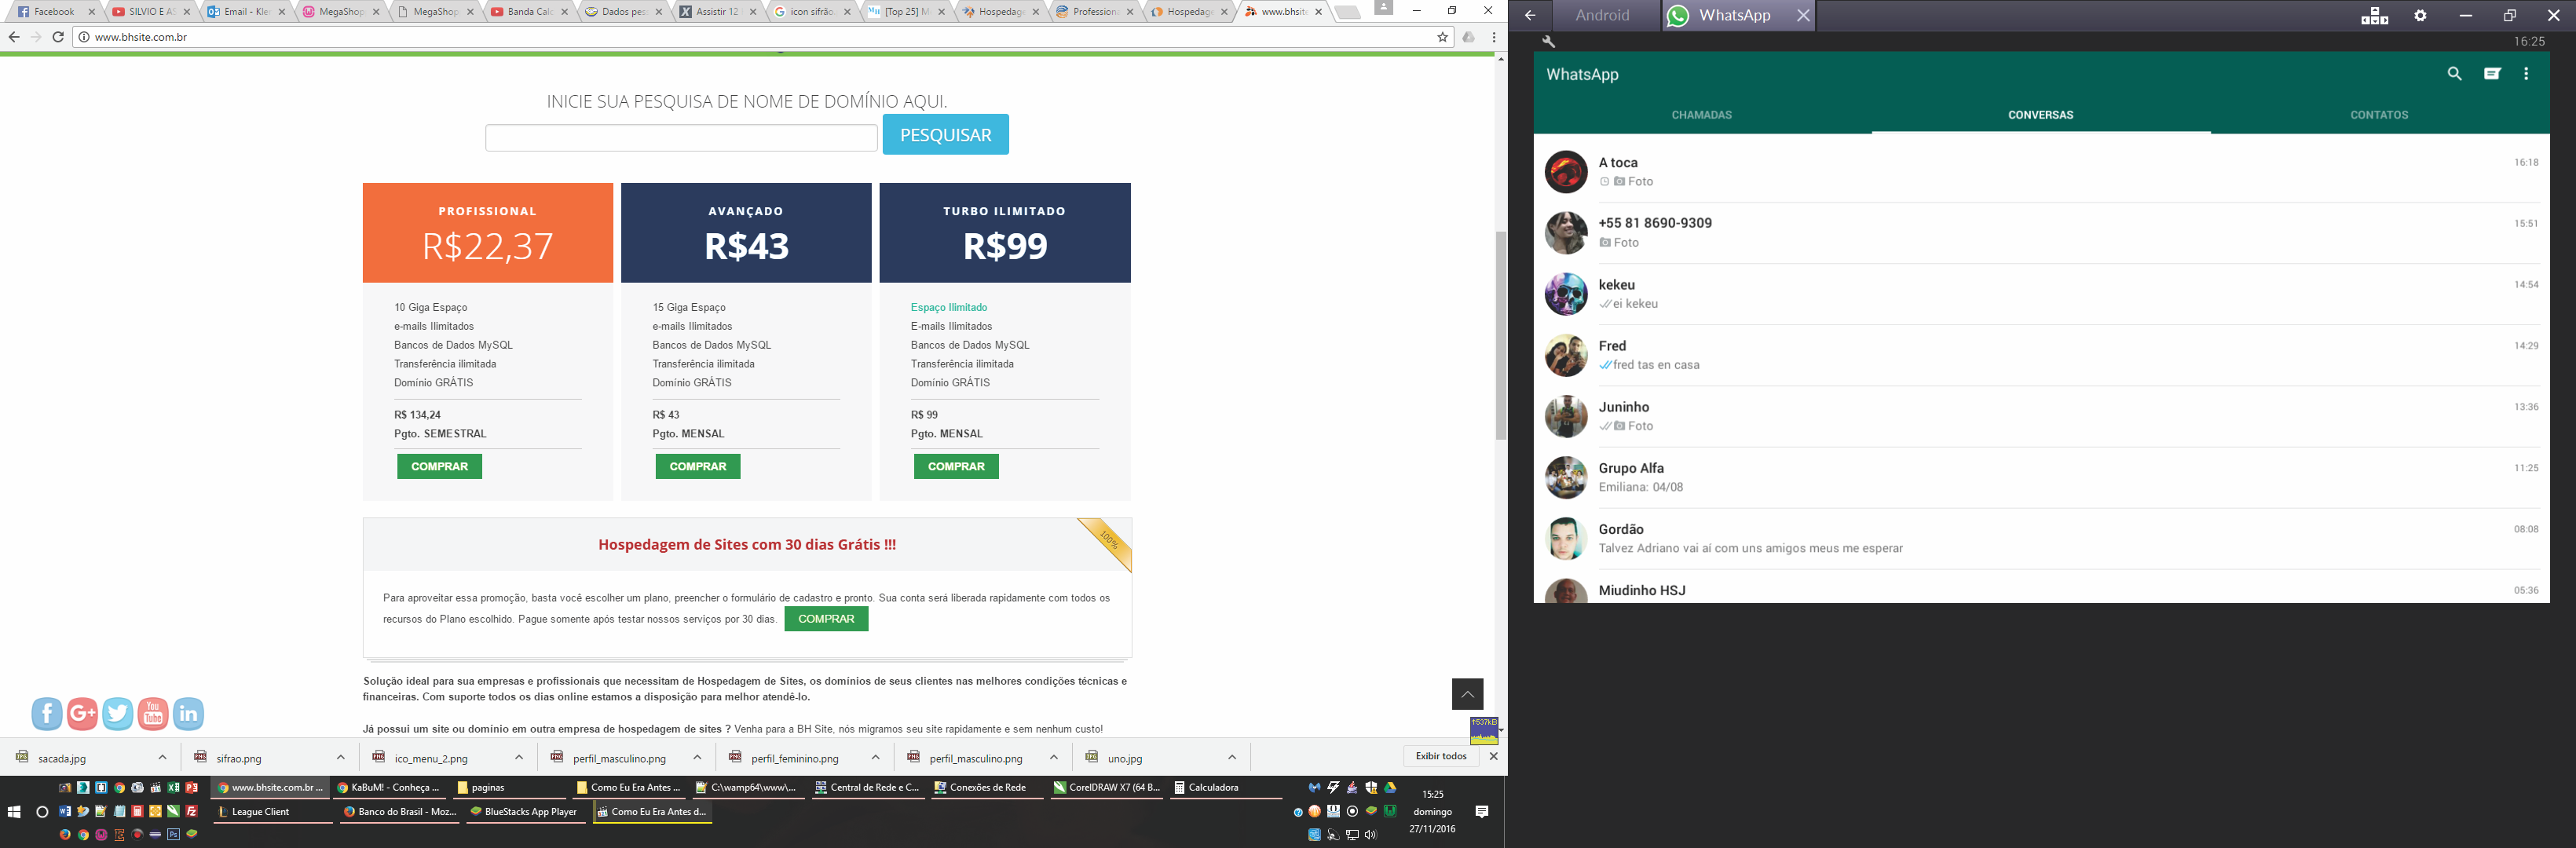 Facebook
SILVIO E AS
Email - Kle
MegaShop
MegaShop
Banda Calc
Dados pes
Assistir 12
icon sifrão
[Top 25] M
Hospedage
Professiona
Hospedage
www.bhsite
www.bhsite.com.br
INICIE SUA PESQUISA DE NOME DE DOMÍNIO AQUI.
PESQUISAR
PROFISSIONAL
R$22,37
10 Giga Espaço
e-mails Ilimitados
Bancos de Dados MySQL
Transferência ilimitada
Domínio GRÁTIS
R$ 134,24
Pgto. SEMESTRAL
COMPRAR
AVANÇADO
R$43
15 Giga Espaço
e-mails Ilimitados
Bancos de Dados MySQL
Transferência ilimitada
Domínio GRÁTIS
R$ 43
Pgto. MENSAL
COMPRAR
TURBO ILIMITADO
R$99
Espaço Ilimitado
E-mails Ilimitados
Bancos de Dados MySQL
Transferência ilimitada
Domínio GRÁTIS
R$ 99
Pgto. MENSAL
COMPRAR
Hospedagem de Sites com 30 dias Grátis !!!
100%
Para aproveitar essa promoção, basta você escolher um plano, preencher o formulário de cadastro e pronto. Sua conta será liberada rapidamente com todos os
recursos do Plano escolhido. Pague somente após testar nossos serviços por 30 dias. COMPRAR
Solução ideal para sua empresas e profissionais que necessitam de Hospedagem de Sites, os domínios de seus clientes nas melhores condições técnicas e
financeiras. Com suporte todos os dias online estamos a disposição para melhor atendê-lo.
Já possui um site ou domínio em outra empresa de hospedagem de sites ? Venha para a BH Site, nós migramos seu site rapidamente e sem nenhum custo!
You Tube
537kB
sacada.jpg
sifrao.png
ico_menu_2.png
perfil_masculino.png
perfil_feminino.png
perfil_masculino.png
uno.jpg
Exibir todos
www.bhsite.com.br ...
KaBuM! - Conheça ...
paginas
Como Eu Era Antes ...
C:\wamp64\www\...
Central de Rede e C...
Conexões de Rede
CorelDRAW X7 (64 B...
Calculadora
League Client
Banco do Brasil - Moz...
BlueStacks App Player
Como Eu Era Antes d...
15:25
domingo
27/11/2016
Android
WhatsApp
16:25
WhatsApp
CHAMADAS
CONVERSAS
CONTATOS
A toca
16:18
Foto
+55 81 8690-9309
15:51
Foto
kekeu
14:54
ei kekeu
Fred
14:29
fred tas en casa
Juninho
13:36
Foto
Grupo Alfa
11:25
Emiliana: 04/08
Gordão
08:08
Talvez Adriano vai aí com uns amigos meus me esperar
Miudinho HSJ
05:36